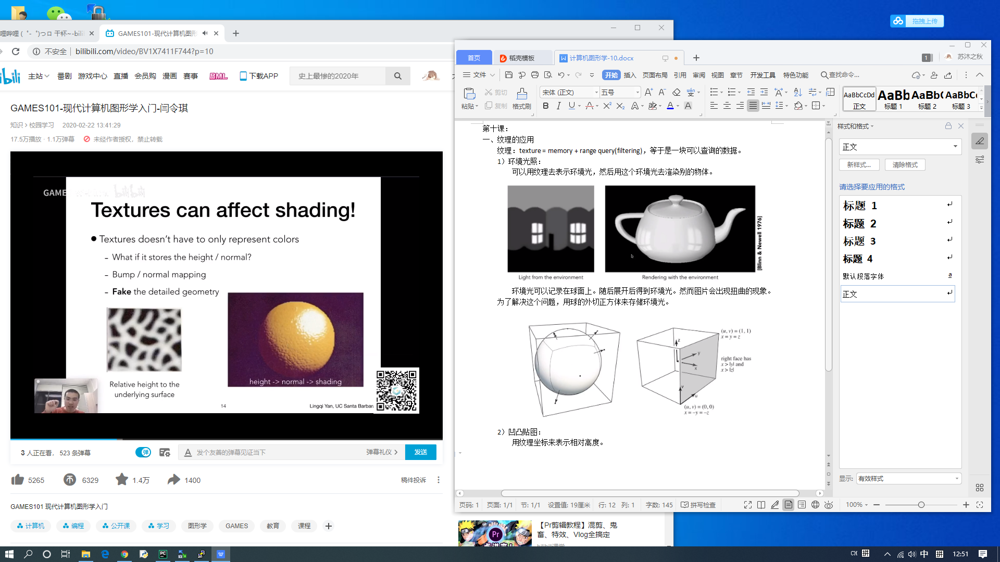 拖拽上传
哩哔哩 ( ゜- ゜)つロ 干杯~-bili
GAMES101-现代计算机图形
不安全
bilibili.com/video/BV1X7411F744?p=10
主站
番剧
游戏中心
直播
会员购
漫画
赛事
BML
下载APP
史上最惨的2020年
GAMES101-现代计算机图形学入门-闫令琪
知识 > 校园学习 2020-02-22 13:41:29
17.5万播放 · 1.1万弹幕 未经作者授权，禁止转载
GAME
bilibili
Textures can affect shading!
Textures doesn't have to only represent colors
- What if it stores the height / normal?
- Bump / normal mapping
- Fake the detailed geometry
height -> normal -> shading
Relative height to the
underlying surface
14
Lingqi Yan, UC Santa Barbara
3 人正在看， 523 条弹幕
弹
发个友善的弹幕见证当下
弹幕礼仪 >
发送
5265
6329
1.4万
1400
稿件投诉
GAMES101 现代计算机图形学入门
计算机
编程
公开课
学习
图形学
GAMES
教育
课程
首页
稻壳模板
计算机图形学-10.docx
1
苏沐之秋
文件
开始
插入
页面布局
引用
审阅
视图
章节
开发工具
特色功能
查找命令...
粘贴
剪切
复制
格式刷
宋体 (正文)
五号
AaBbCcDd
正文
AaBb
标题 1
AaBb(
标题 2
AaBbC
标题 3
第十课：
一、纹理的应用
纹理：texture = memory + range query(filtering)，等于是一块可以查询的数据。
1）环境光照：
可以用纹理去表示环境光，然后用这个环境光去渲染别的物体。
Light from the environment
Rendering with the environment
[Blinn & Newell 1976]
环境光可以记录在球面上。随后展开后得到环境光。然而图片会出现扭曲的现象。
为了解决这个问题，用球的外切正方体来存储环境光。
(u, v) = (1, 1)
x = y = z
z
y
x
right face has
x > |y| and
x > |z|
v
u
(u, v) = (0, 0)
x = −y = −z
2）凹凸贴图：
用纹理坐标来表示相对高度。
样式和格式
正文
新样式...
清除格式
请选择要应用的格式
标题 1
标题 2
标题 3
标题 4
默认段落字体
a
正文
显示:
有效样式
页码: 1
页面: 1/1
节: 1/1
设置值: 19厘米
行: 12
列: 1
字数: 145
拼写检查
100%
Pr
点进来！
【Pr剪辑教程】混剪、鬼
畜、特效、Vlog全搞定
bilibili课堂
CH 拼
中
拼
12:51